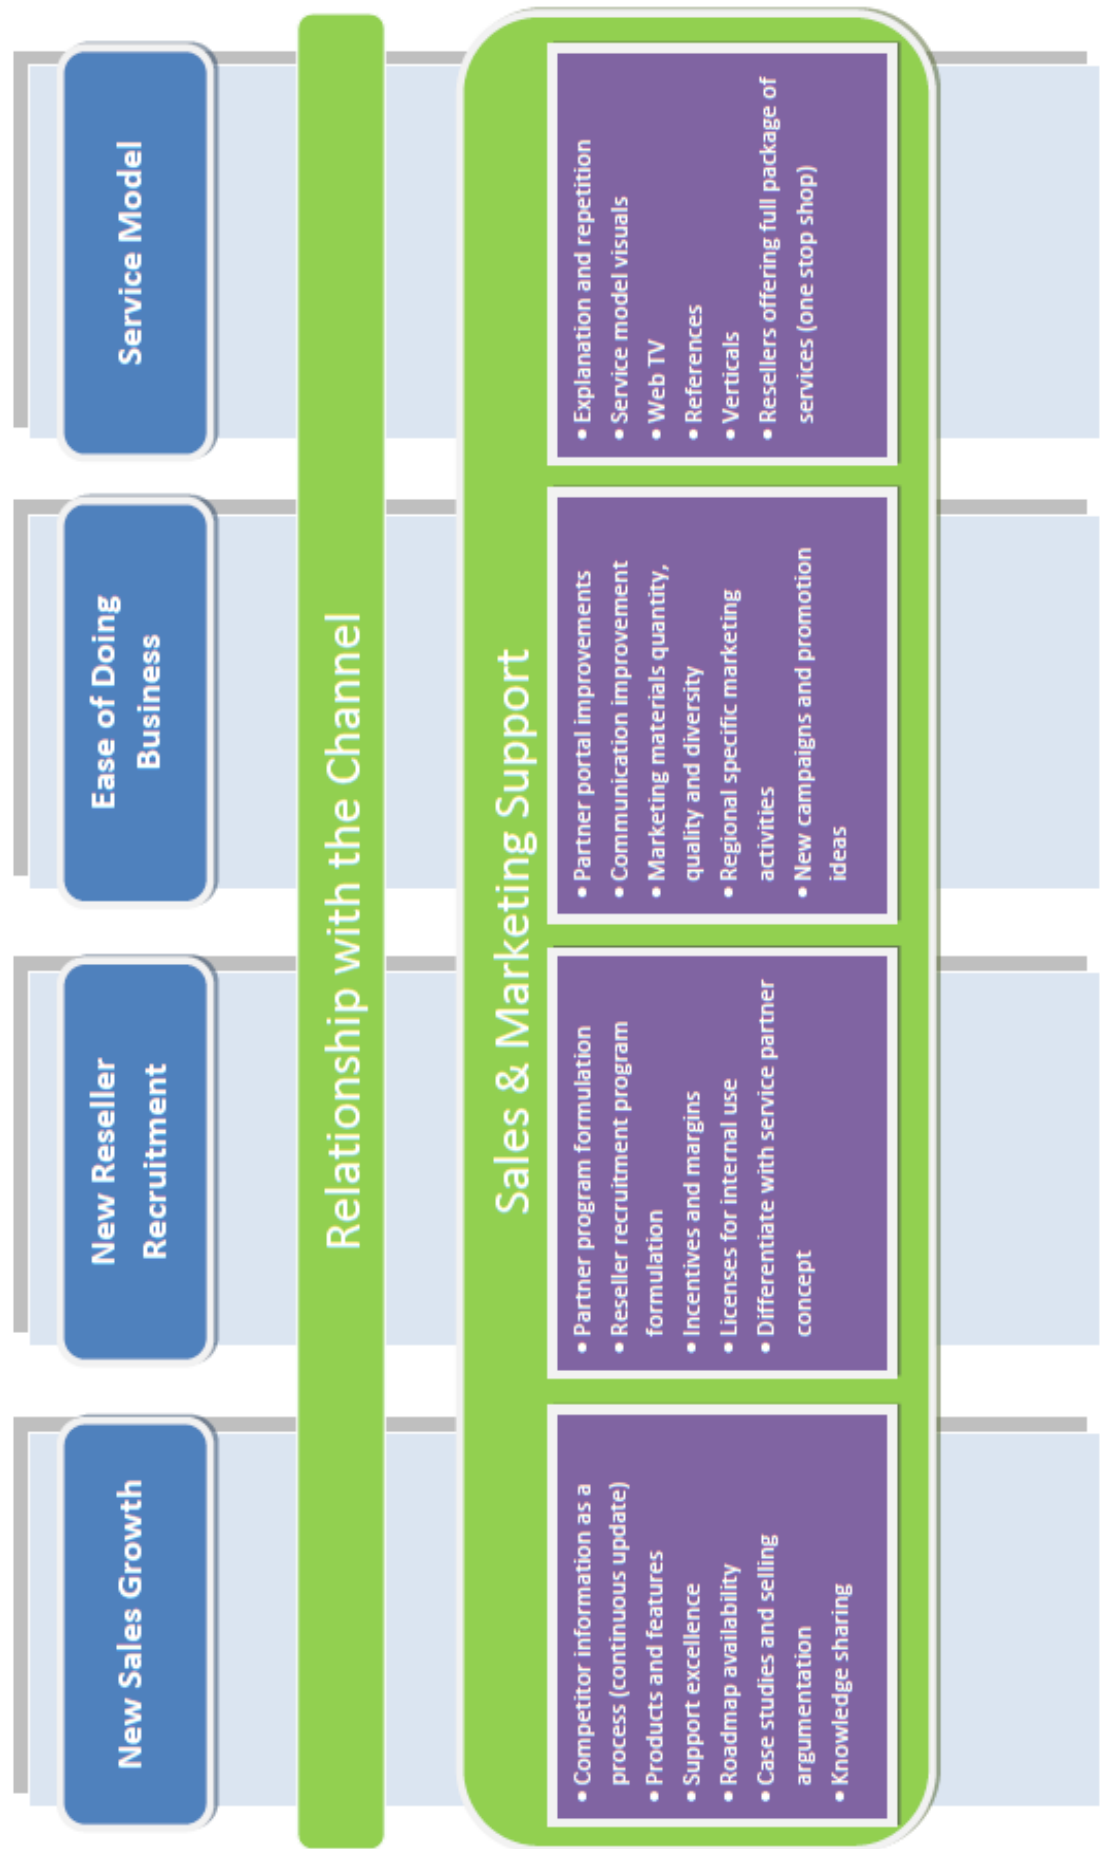 New Sales Growth
New Reseller
Recruitment
Ease of Doing
Business
Service Model
Relationship with the Channel
Sales & Marketing Support
• Competitor information as a
process (continuous update)
• Products and features
• Support excellence
• Roadmap availability
• Case studies and selling
argumentation
• Knowledge sharing
• Partner program formulation
• Reseller recruitment program
formulation
• Incentives and margins
• Licenses for internal use
• Differentiate with service partner
concept
• Partner portal improvements
• Communication improvement
• Marketing materials quantity,
quality and diversity
• Regional specific marketing
activities
• New campaigns and promotion
ideas
• Explanation and repetition
• Service model visuals
• Web TV
• References
• Verticals
• Resellers offering full package of
services (one stop shop)